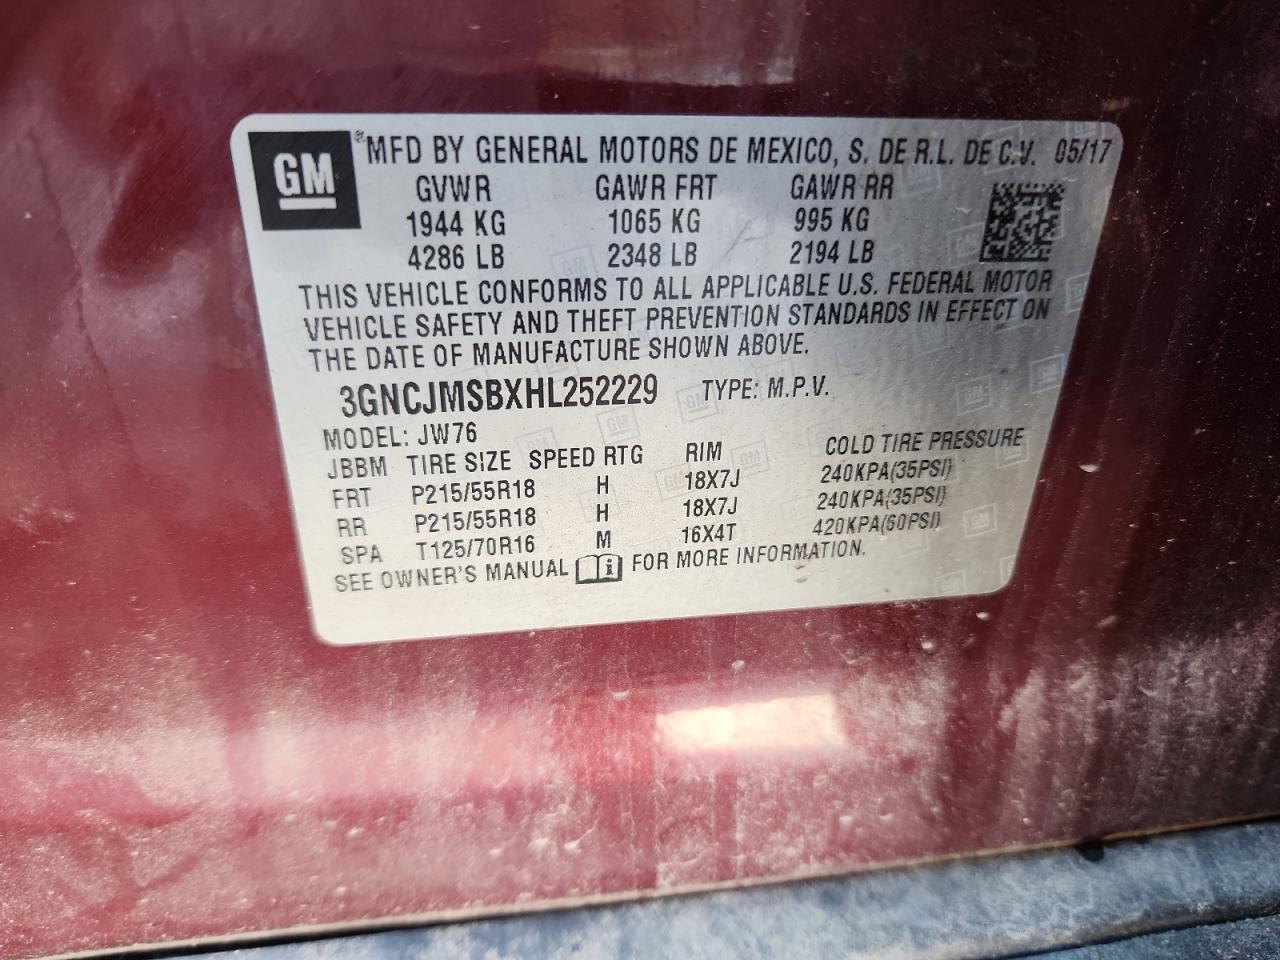 GM ® MFD BY GENERAL MOTORS DE MEXICO, S. DE R.L. DE C.V. 05/17
GVWR GAWR FRT GAWR RR
1944 KG 1065 KG 995 KG
4286 LB 2348 LB 2194 LB
THIS VEHICLE CONFORMS TO ALL APPLICABLE U.S. FEDERAL MOTOR
VEHICLE SAFETY AND THEFT PREVENTION STANDARDS IN EFFECT ON
THE DATE OF MANUFACTURE SHOWN ABOVE.
3GNCJMSBXHL252229 TYPE: M.P.V.
MODEL: JW76
JBBM TIRE SIZE SPEED RTG RIM COLD TIRE PRESSURE
FRT P215/55R18 H 18X7J 240KPA(35PSI)
RR P215/55R18 H 18X7J 240KPA(35PSI)
SPA T125/70R16 M 16X4T 420KPA(60PSI)
SEE OWNER'S MANUAL i FOR MORE INFORMATION.